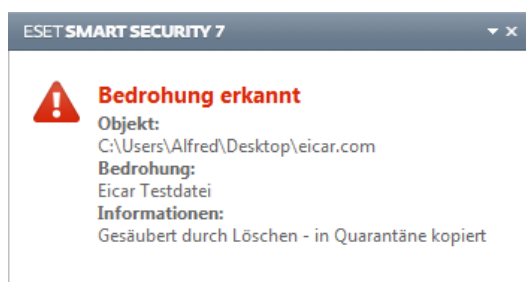 ESET SMART SECURITY 7
Bedrohung erkannt
Objekt:
C:\Users\Alfred\Desktop\eicar.com
Bedrohung:
Eicar Testdatei
Informationen:
Gesäubert durch Löschen - in Quarantäne kopiert